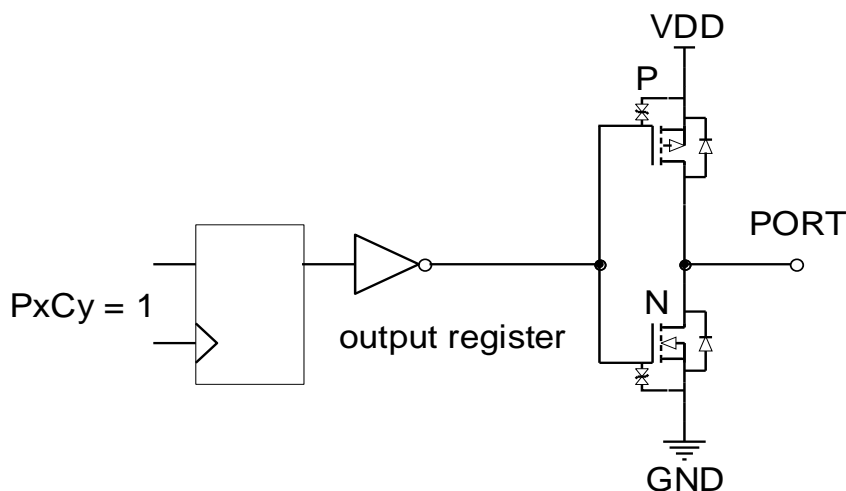 VDD
P
PORT
N
PxCy = 1
output register
GND